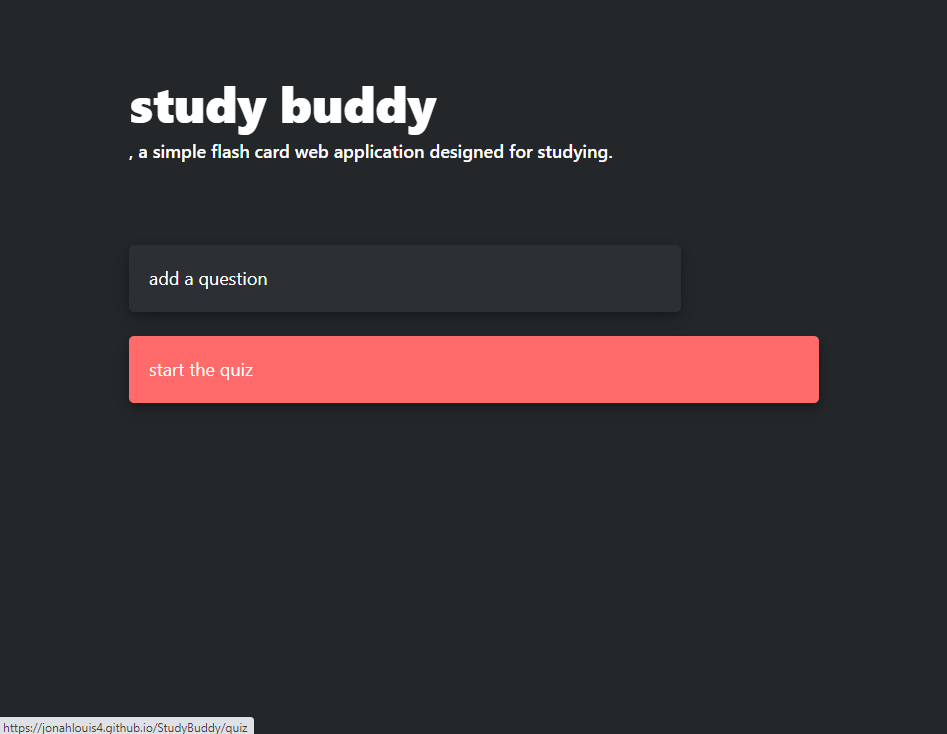 study buddy
, a simple flash card web application designed for studying.
add a question
start the quiz
https://jonahlouis4.github.io/StudyBuddy/quiz